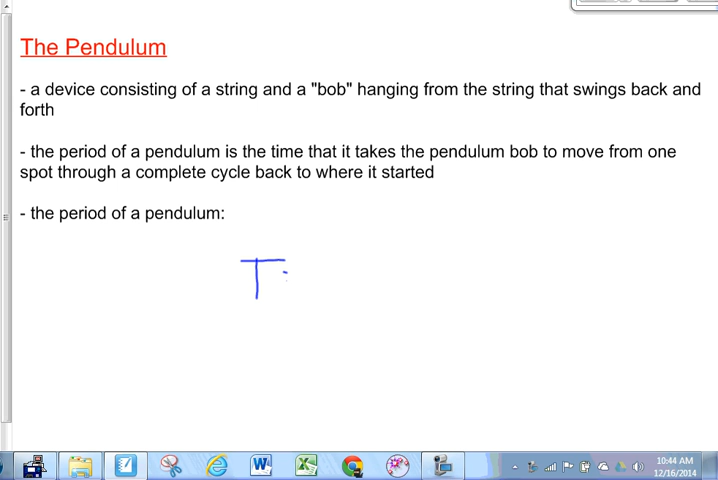 The Pendulum
- a device consisting of a string and a "bob" hanging from the string that swings back and
forth
- the period of a pendulum is the time that it takes the pendulum bob to move from one
spot through a complete cycle back to where it started
- the period of a pendulum:
T
10:44 AM
12/16/2014